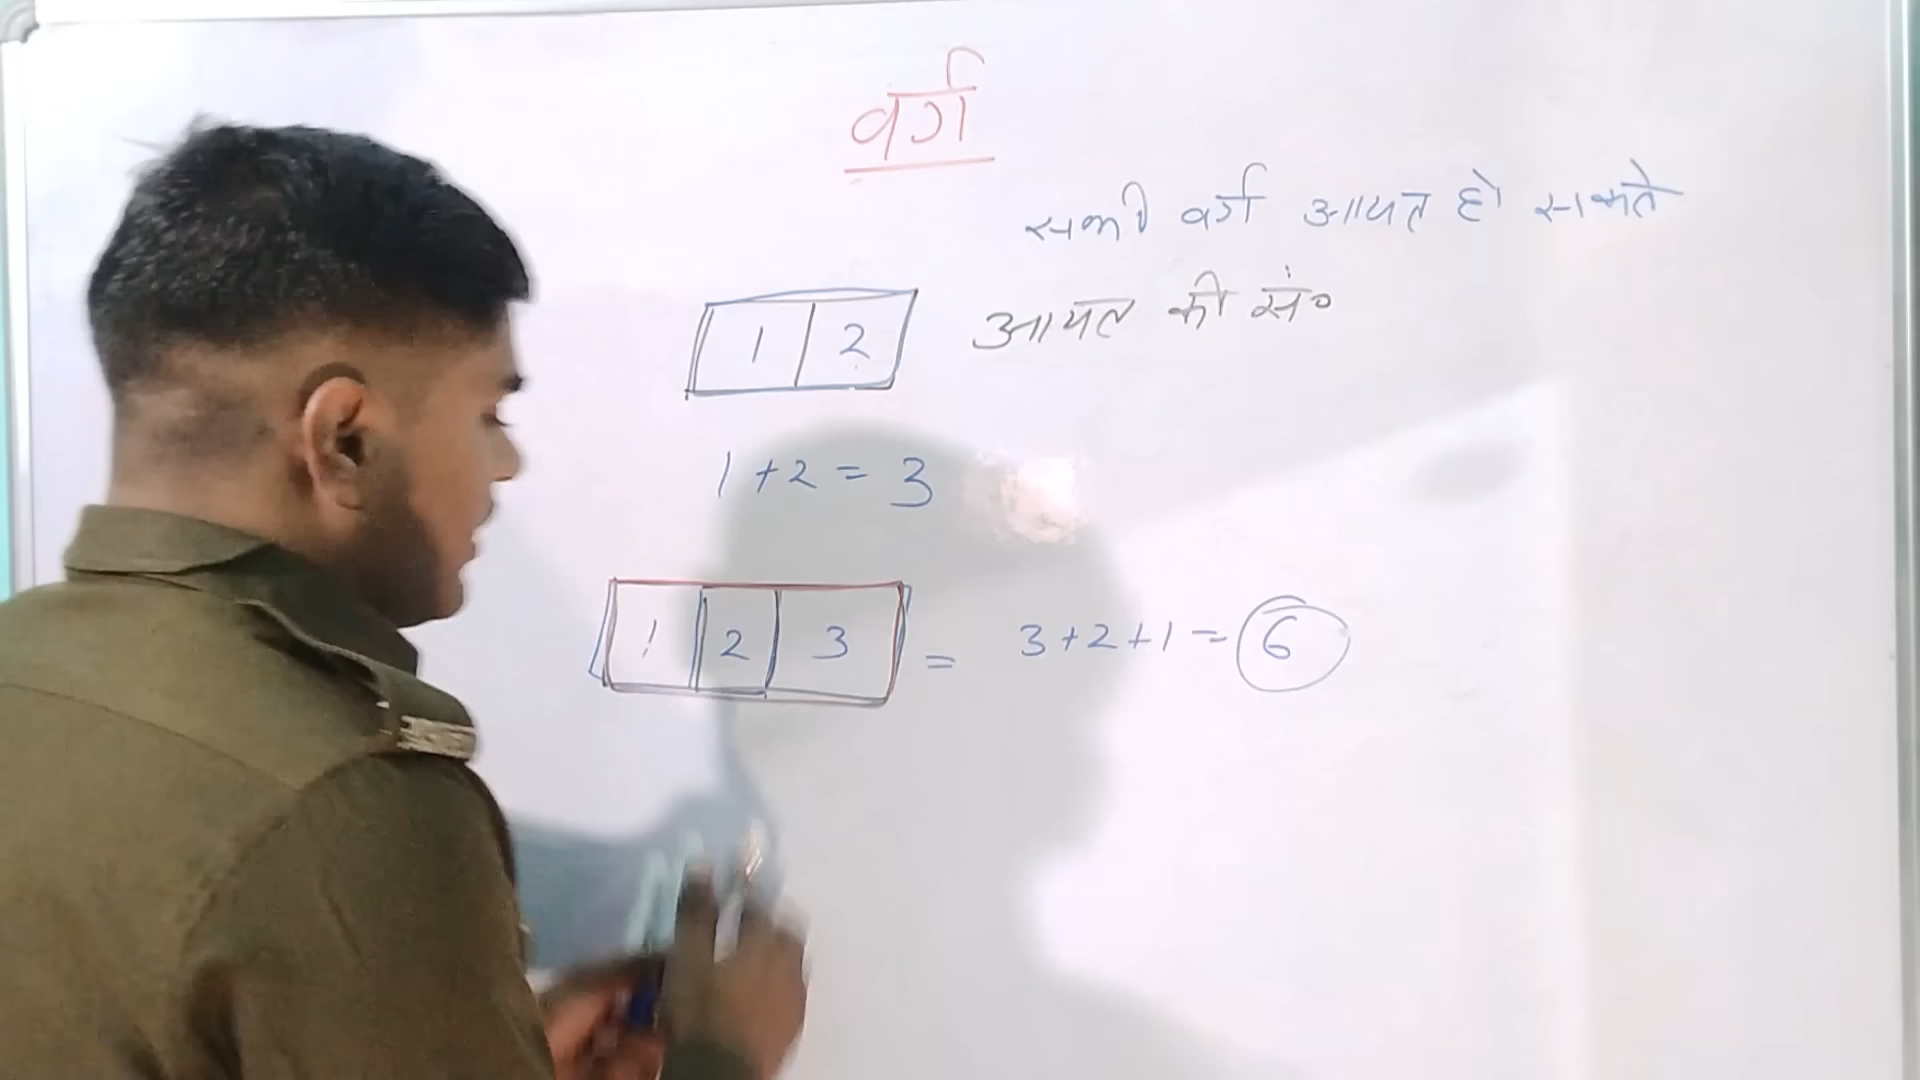 वर्ग
सभी वर्ग आयत हो सकते
1 2 आयत की सं०
1 + 2 = 3
1 2 3 = 3 + 2 + 1 = 6